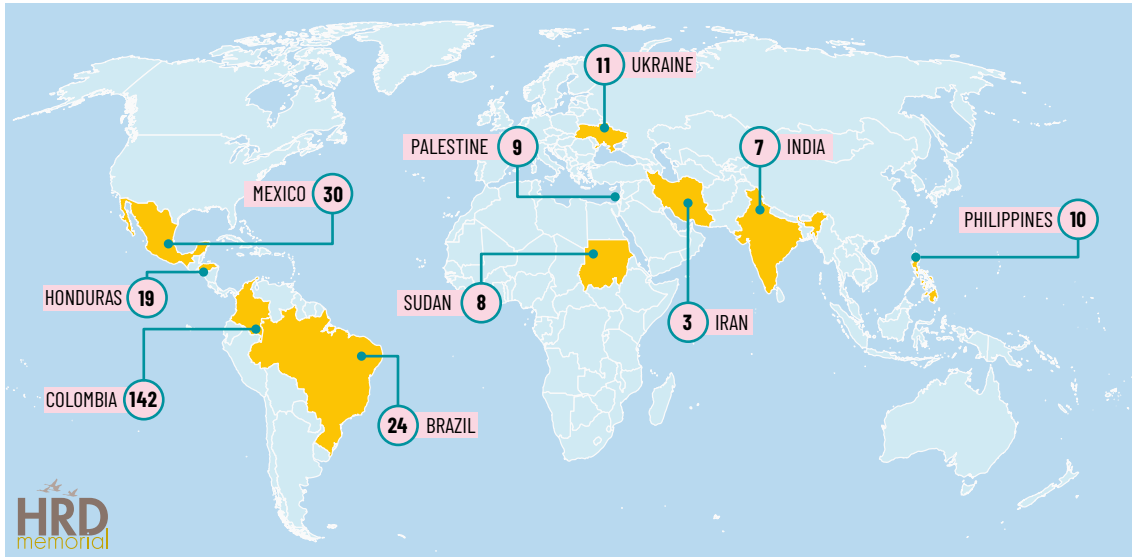 11 UKRAINE
PALESTINE 9
7 INDIA
MEXICO 30
PHILIPPINES 10
HONDURAS 19
SUDAN 8
3 IRAN
COLOMBIA 142
24 BRAZIL
HRD
memorial